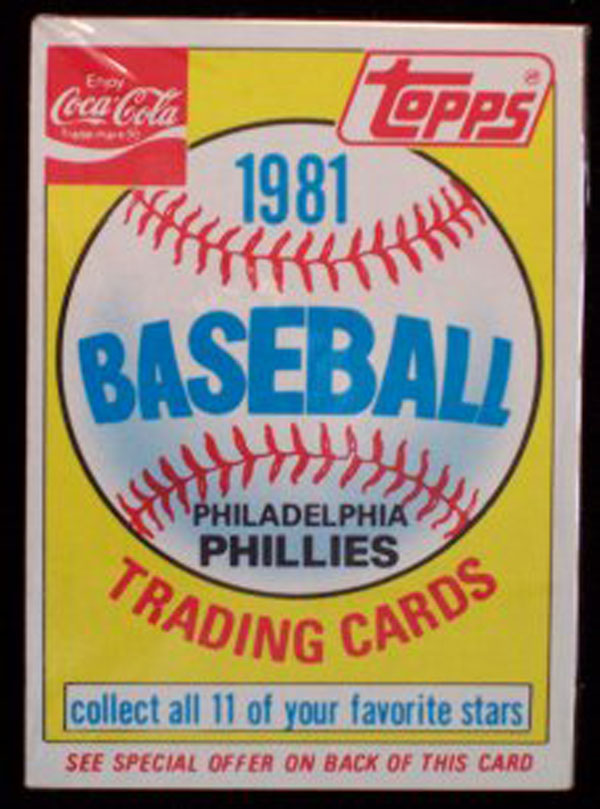 Enjoy
Coca-Cola
Trade-mark ®
TOPPS ®
1981
BASEBALL
PHILADELPHIA
PHILLIES
TRADING CARDS
collect all 11 of your favorite stars
SEE SPECIAL OFFER ON BACK OF THIS CARD